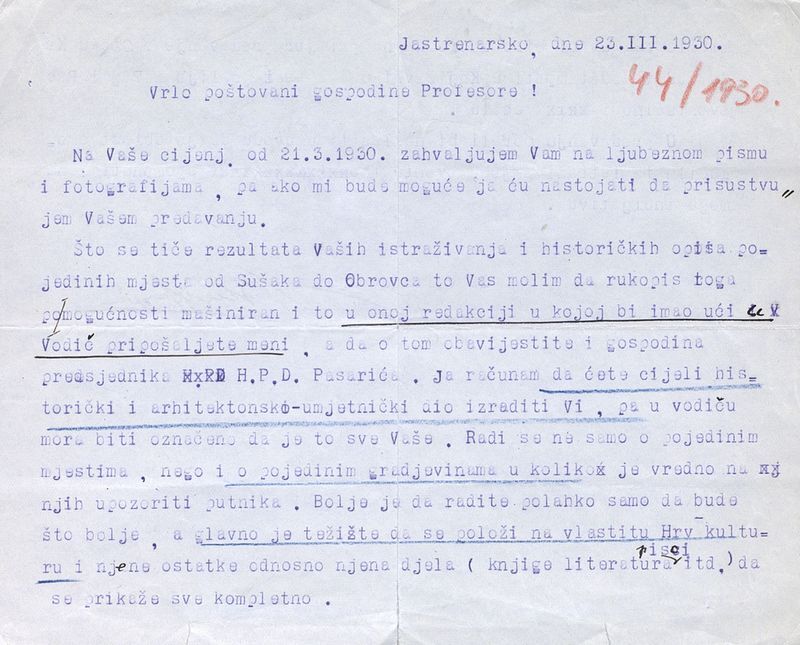 Jastrenarsko, dne 23.III.1930.
44/1930.
Vrlo poštovani gospodine Profesore !
Na Vaše cijenj. od 21.3.1930. zahvaljujem Vam na ljubeznom pismu
i fotografijama , pa ako mi bude moguće ja ću nastojati da prisustvu„
jem Vašem predavanju.
Što se tiče rezultata Vaših istraživanja i historičkih opisa po=
jedinih mjesta od Sušaka do Obrovca to Vas molim da rukopis toga
po mogućnosti mašiniran i to u onoj redakciji u kojoj bi imao ući u
Vodič pripošaljete meni , a da o tom obavijestite i gospodina
predsjednika H.P.D. Pasarića . Ja računam da ćete cijeli his=
torički i arhitektonsko-umjetnički dio izraditi Vi , pa u vodiču
mora biti označeno da je to sve Vaše . Radi se ne samo o pojedinim
mjestima , nego i o pojedinim gradjevinama u koliko je vredno na
njih upozoriti putnika . Bolje je da radite polahko samo da bude
što bolje , a glavno je težište da se položi na vlastitu Hrv kultu=
ru i njene ostatke odnosno njena djela ( knjige literatura pisci itd.) da
se prikaže sve kompletno .